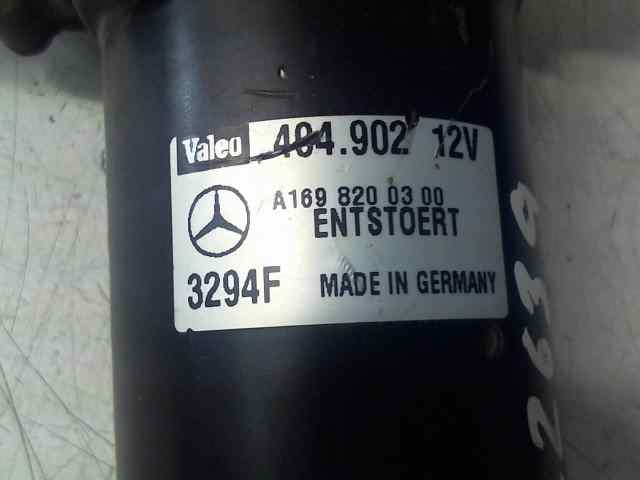 Valeo 404.902 12V
A169 820 03 00
ENTSTOERT
3294F MADE IN GERMANY
2639